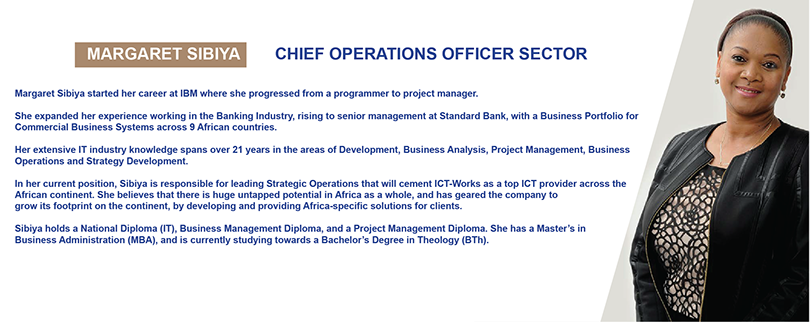 MARGARET SIBIYA CHIEF OPERATIONS OFFICER SECTOR
Margaret Sibiya started her career at IBM where she progressed from a programmer to project manager.
She expanded her experience working in the Banking Industry, rising to senior management at Standard Bank, with a Business Portfolio for
Commercial Business Systems across 9 African countries.
Her extensive IT industry knowledge spans over 21 years in the areas of Development, Business Analysis, Project Management, Business
Operations and Strategy Development.
In her current position, Sibiya is responsible for leading Strategic Operations that will cement ICT-Works as a top ICT provider across the
African continent. She believes that there is huge untapped potential in Africa as a whole, and has geared the company to
grow its footprint on the continent, by developing and providing Africa-specific solutions for clients.
Sibiya holds a National Diploma (IT), Business Management Diploma, and a Project Management Diploma. She has a Master’s in
Business Administration (MBA), and is currently studying towards a Bachelor’s Degree in Theology (BTh).